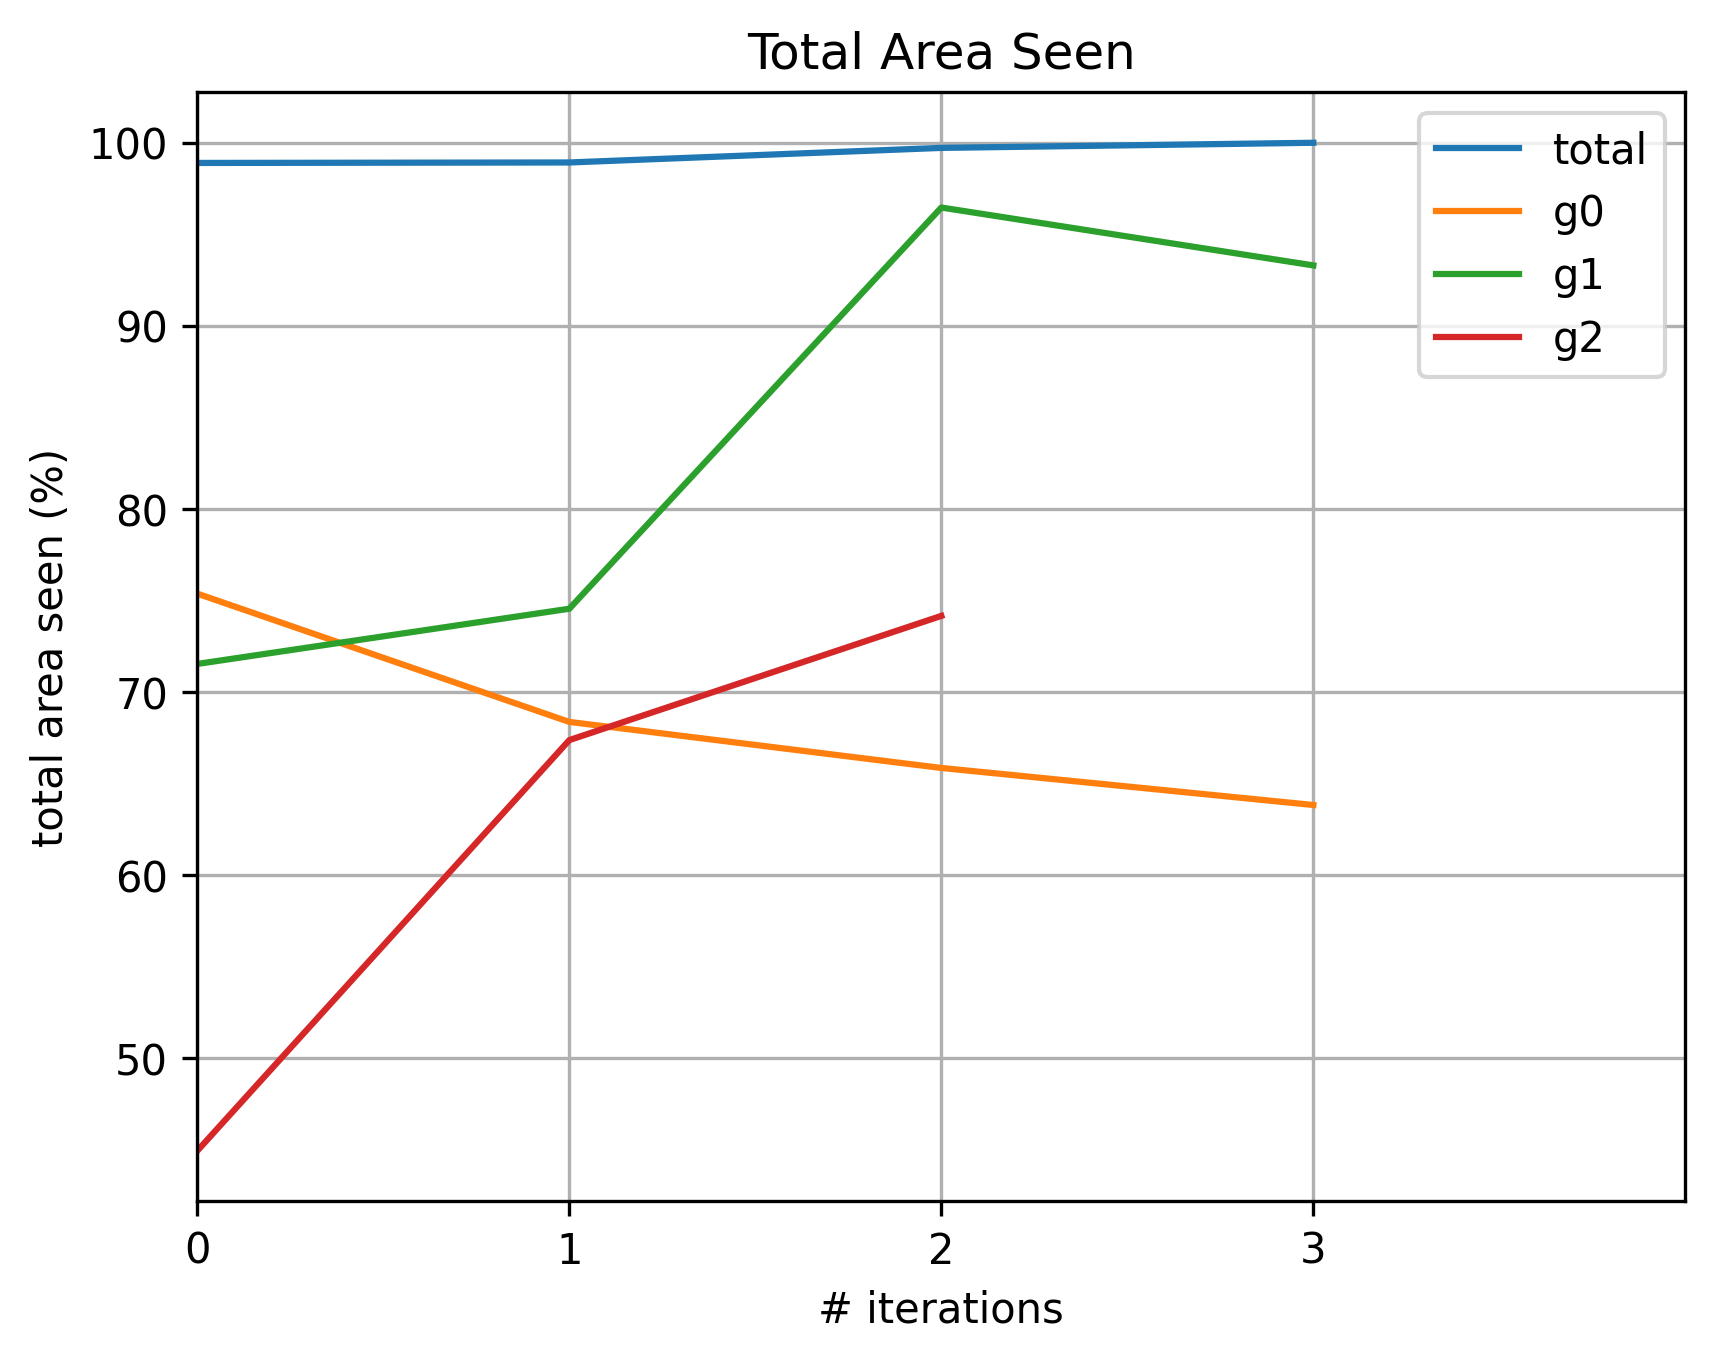 Total Area Seen
total area seen (%)
100
90
80
70
60
50
0 1 2 3
# iterations
total
g0
g1
g2